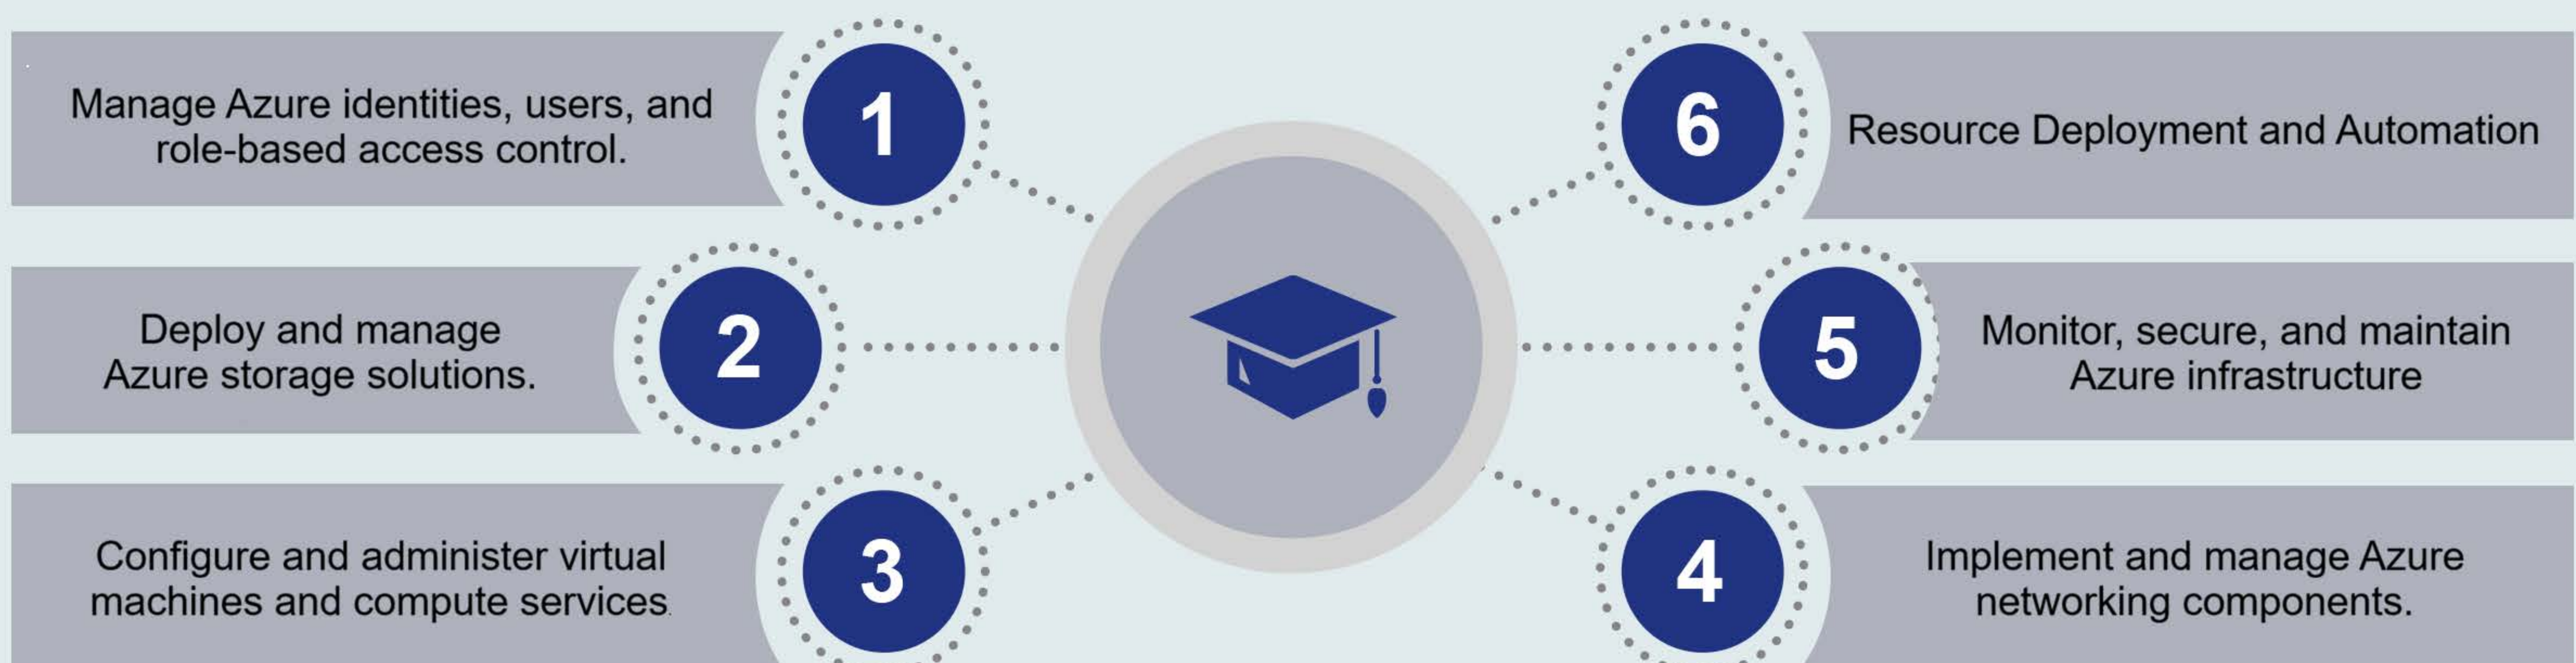 1
Manage Azure identities, users, and
role-based access control.
2
Deploy and manage
Azure storage solutions.
3
Configure and administer virtual
machines and compute services.
4
Implement and manage Azure
networking components.
5
Monitor, secure, and maintain
Azure infrastructure
6
Resource Deployment and Automation